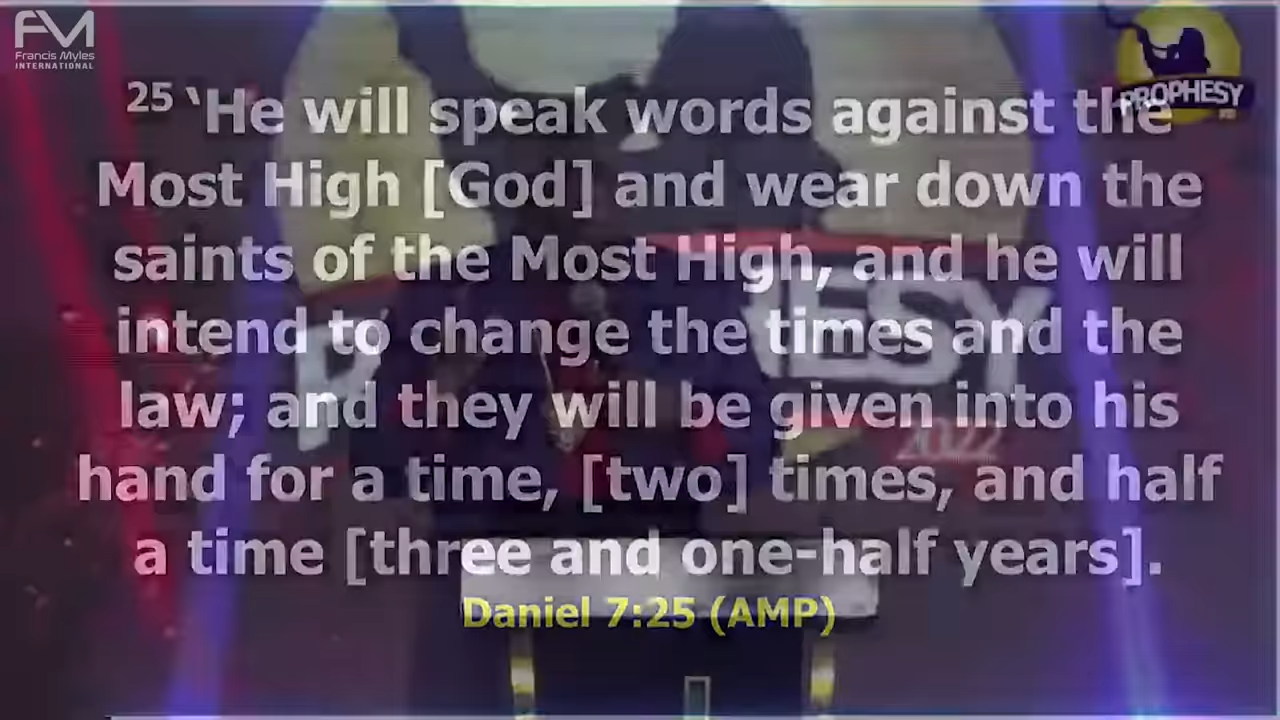 FM
Francis Myles
INTERNATIONAL
PROPHESY
25 ‘He will speak words against the
Most High [God] and wear down the
saints of the Most High, and he will
intend to change the times and the
law; and they will be given into his
hand for a time, [two] times, and half
a time [three and one-half years].
Daniel 7:25 (AMP)
2022